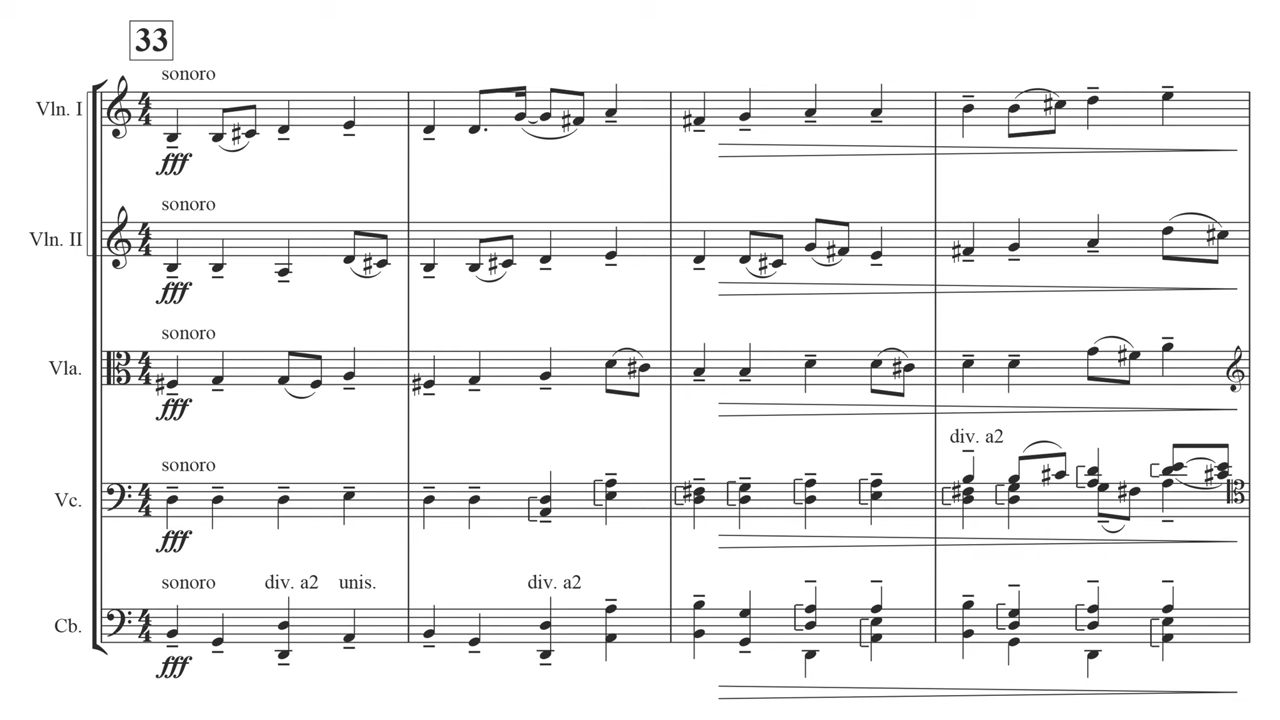 33
sonoro
Vln. I
fff
sonoro
Vln. II
fff
sonoro
Vla.
fff
div. a2
sonoro
Vc.
fff
sonoro div. a2 unis. div. a2
Cb.
fff